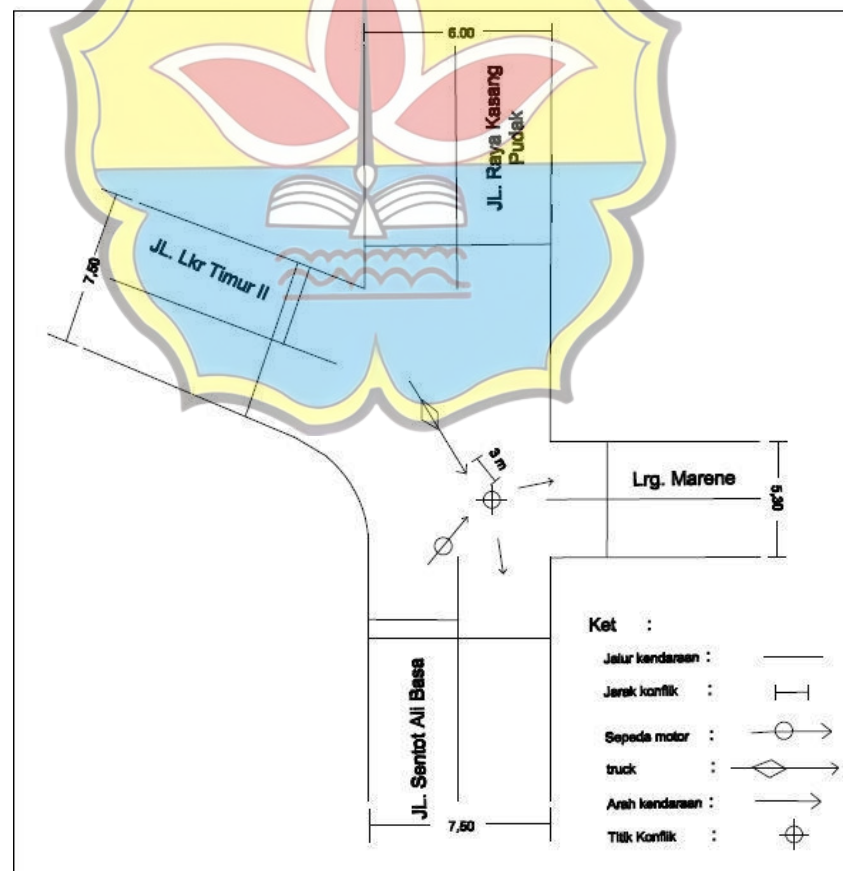 6.00
JL. Raya Kasang
Pudak
JL. Lkr Timur II
7,50
3 m
Lrg. Marene
5,30
JL. Sentot Ali Basa
7,50
Ket :
Jalur kendaraan :
Jarak konflik :
Sepeda motor :
truck :
Arah kendaraan :
Titik Konflik :